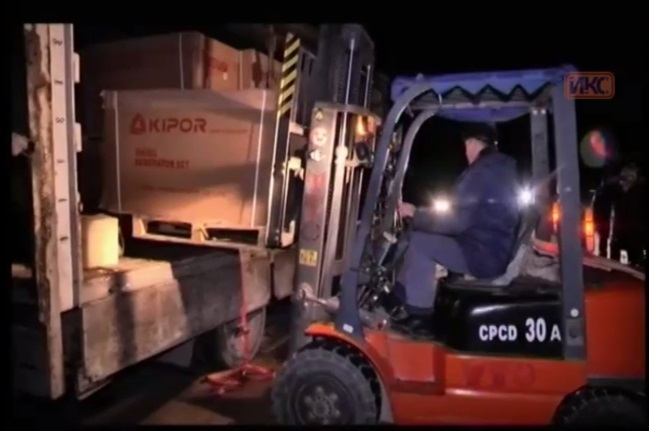 ИКС
KIPOR
DIESEL
GENERATOR SET
CPCD 30 A